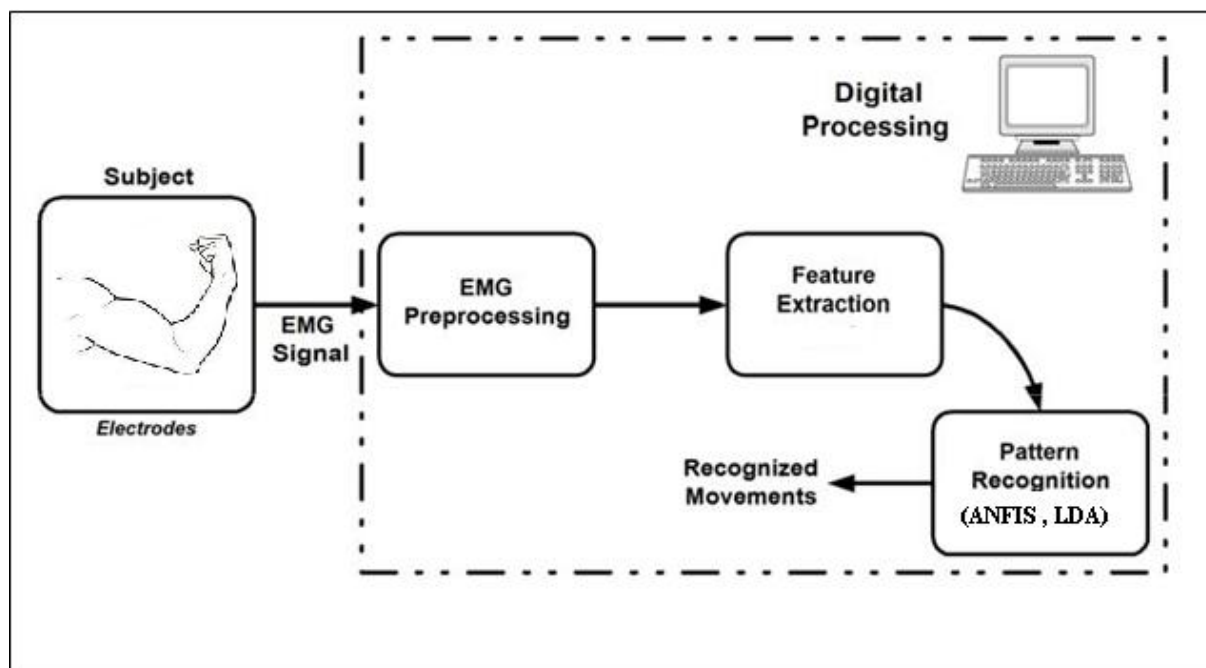 Digital
Processing
Subject
EMG
Signal
Electrodes
EMG
Preprocessing
Feature
Extraction
Pattern
Recognition
(ANFIS , LDA)
Recognized
Movements